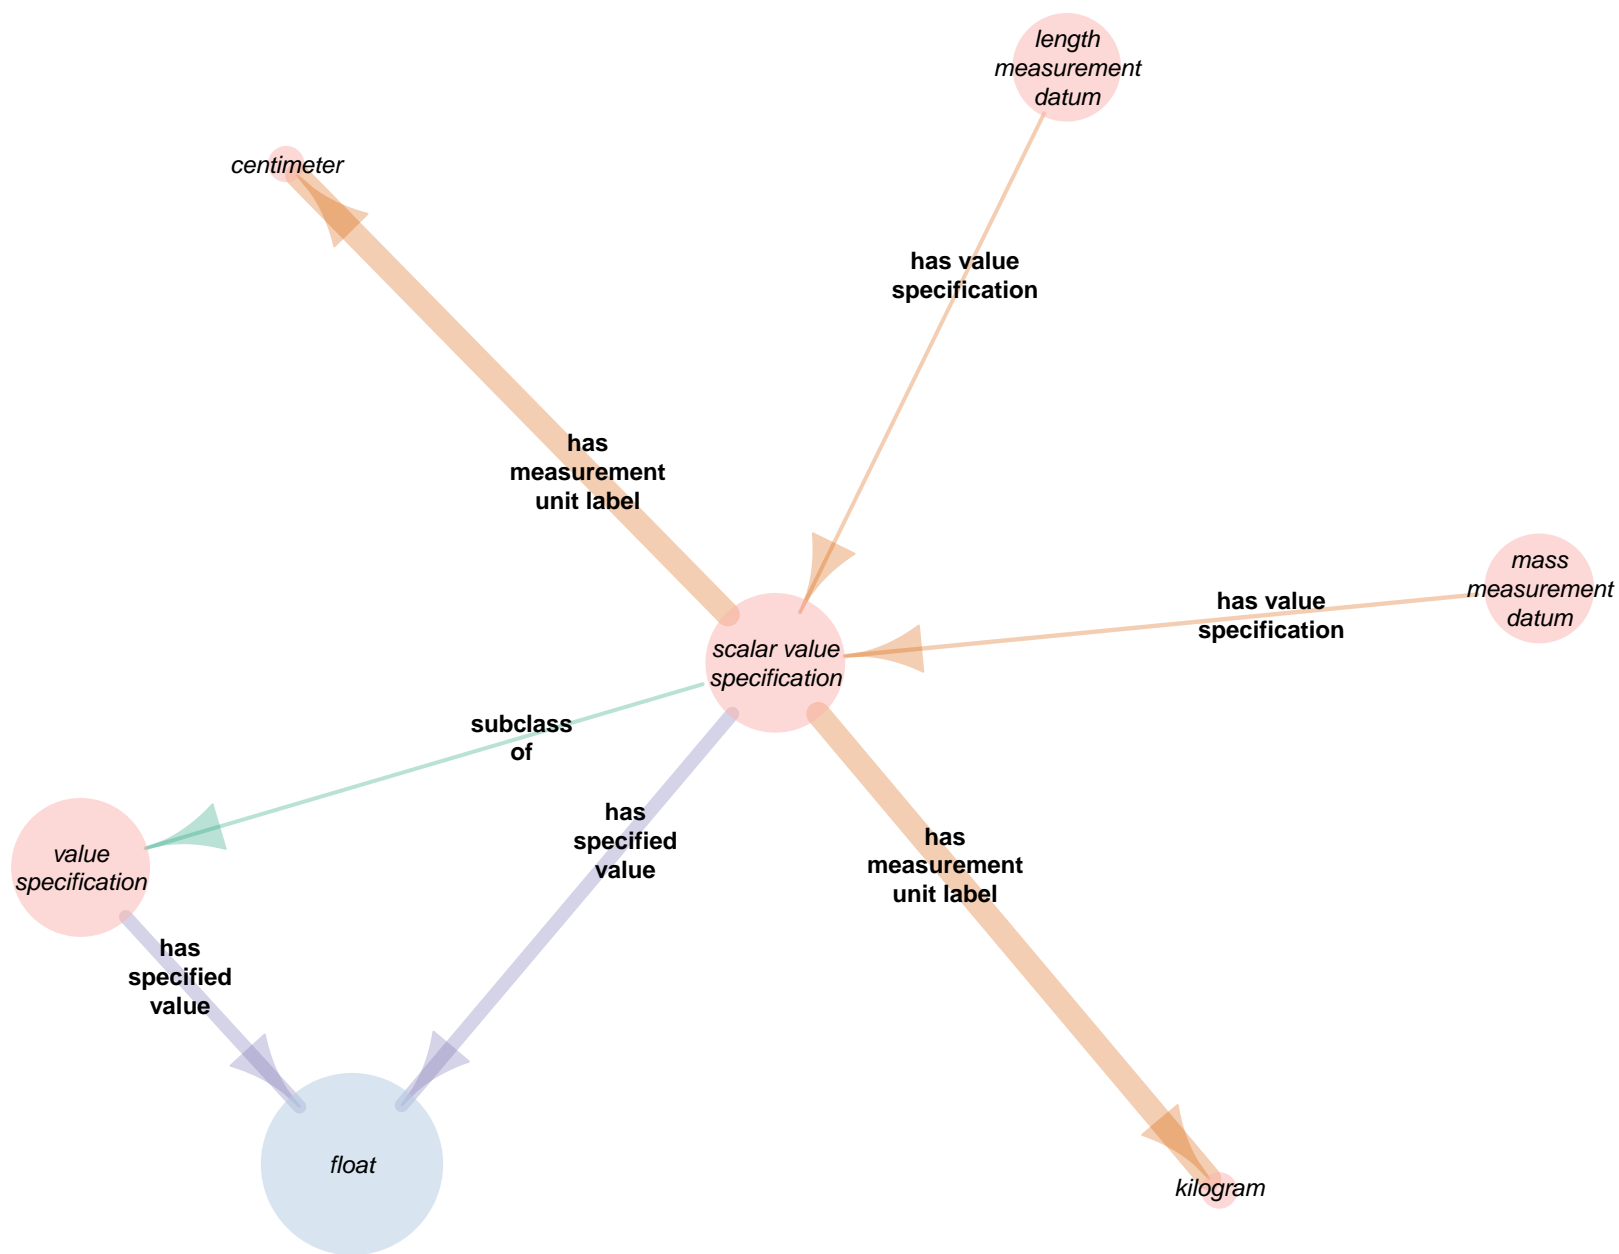 length
measurement
datum
centimeter
has value
specification
has
measurement
unit label
mass
measurement
datum
has value
specification
scalar value
specification
subclass
of
has
specified
value
has
measurement
unit label
value
specification
has
specified
value
float
kilogram